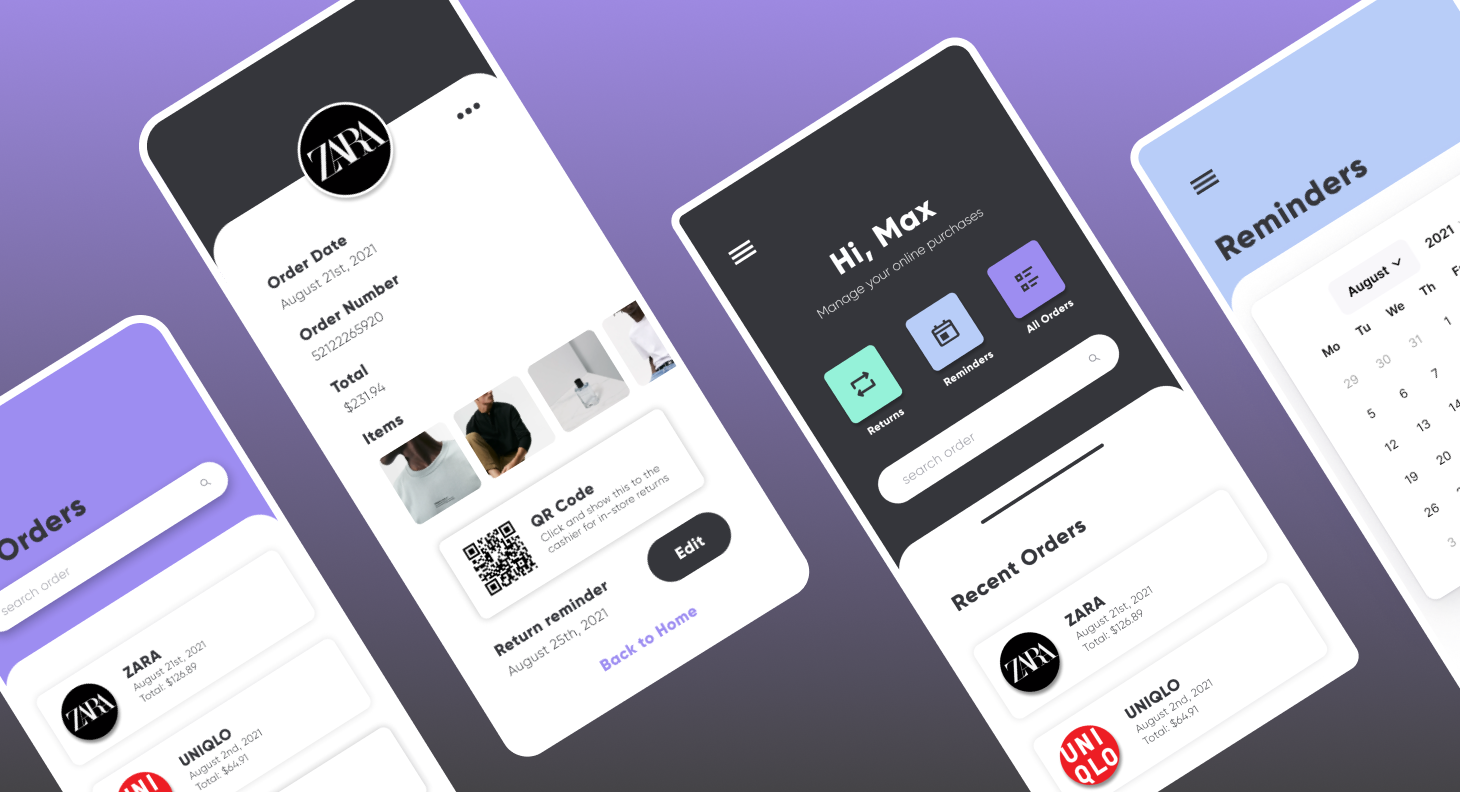 Orders
search order
ZARA
ZARA
August 21st, 2021
Total: $126.89
UNI
UNIQLO
August 2nd, 2021
Total: $64.91
ZARA
Order Date
August 21st, 2021
Order Number
52122265920
Total
$231.94
Items
QR Code
Click and show this to the
cashier for in-store returns
Return reminder
August 25th, 2021
Edit
Back to Home
Hi, Max
Manage your online purchases
Returns
Reminders
All Orders
search order
Recent Orders
ZARA
ZARA
August 21st, 2021
Total: $126.89
UNI
QLO
UNIQLO
August 2nd, 2021
Total: $64.91
Reminders
August
2021
Mo Tu We Th
29 30 31 1
5 6 7
12 13 14
19 20
26
3